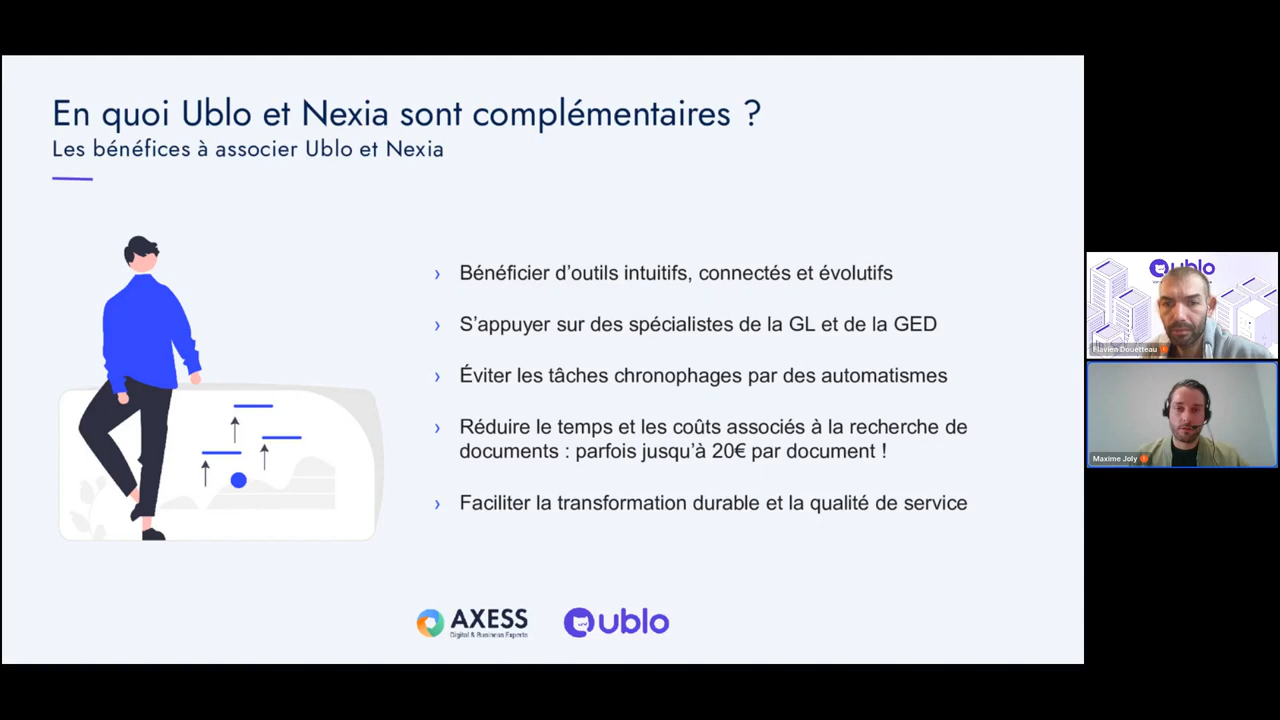 En quoi Ublo et Nexia sont complémentaires ?
Les bénéfices à associer Ublo et Nexia
› Bénéficier d’outils intuitifs, connectés et évolutifs
› S’appuyer sur des spécialistes de la GL et de la GED
› Éviter les tâches chronophages par des automatismes
› Réduire le temps et les coûts associés à la recherche de
documents : parfois jusqu’à 20€ par document !
› Faciliter la transformation durable et la qualité de service
AXESS
Digital & Business Experts
ublo
ublo
Flavien Douetteau
Maxime Joly